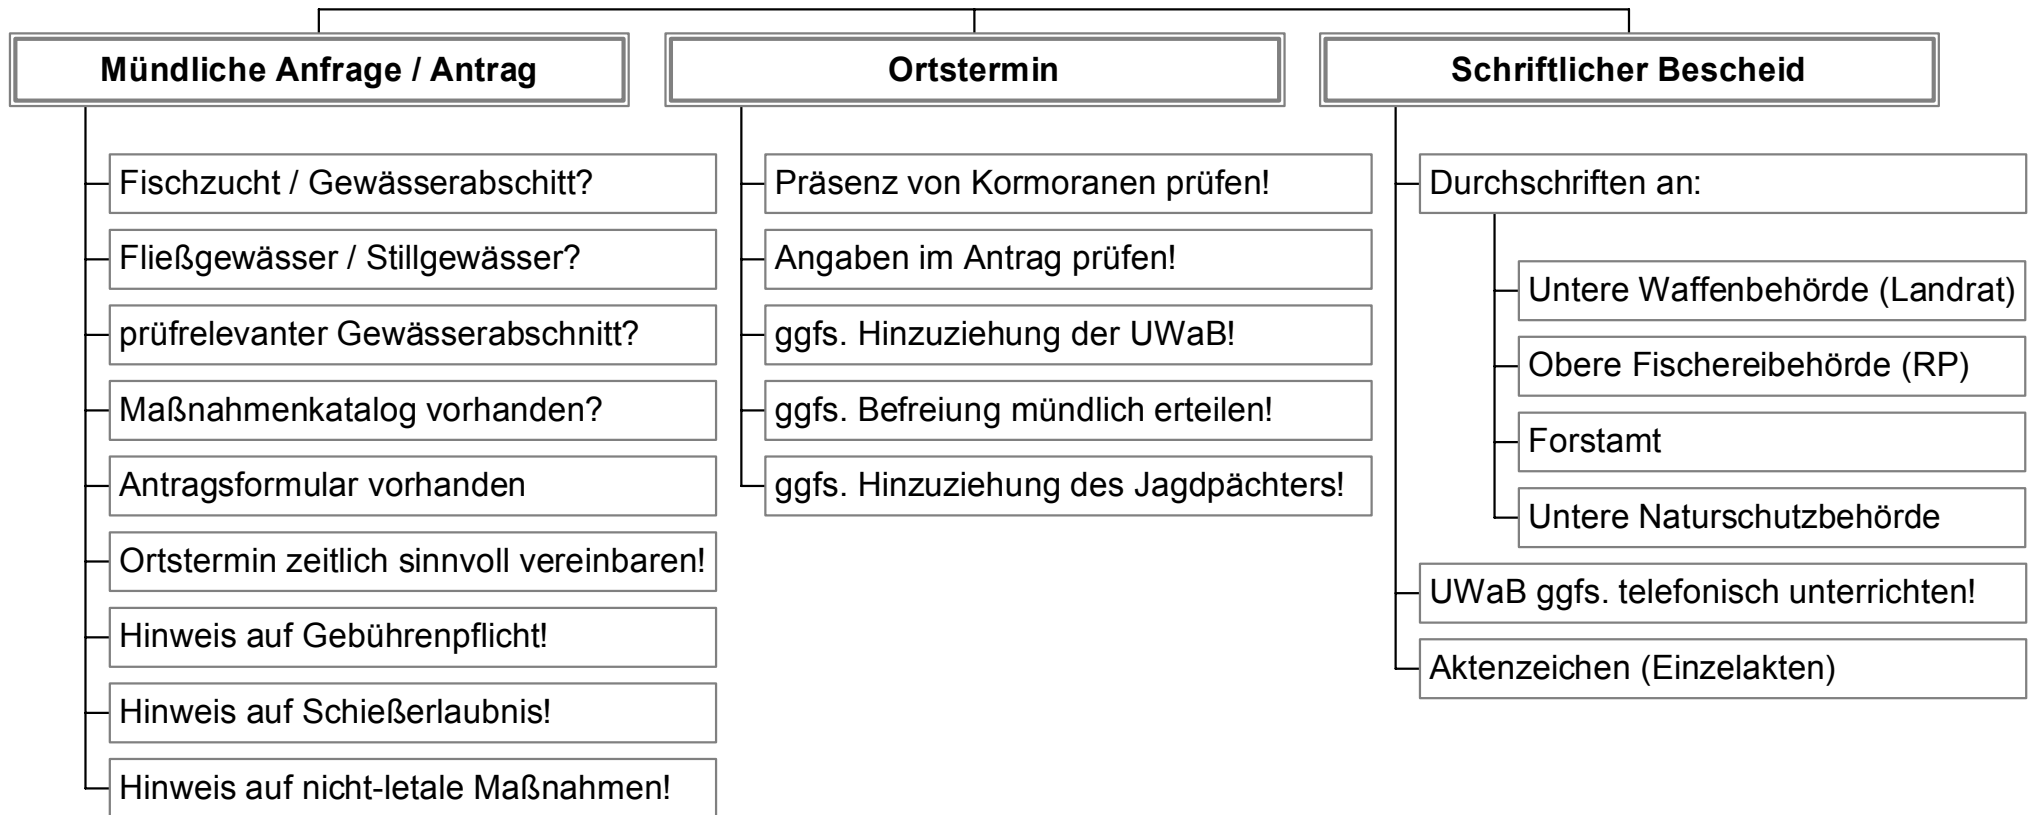 Mündliche Anfrage / Antrag
Fischzucht / Gewässerabschitt?
Fließgewässer / Stillgewässer?
prüfrelevanter Gewässerabschnitt?
Maßnahmenkatalog vorhanden?
Antragsformular vorhanden
Ortstermin zeitlich sinnvoll vereinbaren!
Hinweis auf Gebührenpflicht!
Hinweis auf Schießerlaubnis!
Hinweis auf nicht-letale Maßnahmen!
Ortstermin
Präsenz von Kormoranen prüfen!
Angaben im Antrag prüfen!
ggfs. Hinzuziehung der UWaB!
ggfs. Befreiung mündlich erteilen!
ggfs. Hinzuziehung des Jagdpächters!
Schriftlicher Bescheid
Durchschriften an:
Untere Waffenbehörde (Landrat)
Obere Fischereibehörde (RP)
Forstamt
Untere Naturschutzbehörde
UWaB ggfs. telefonisch unterrichten!
Aktenzeichen (Einzelakten)